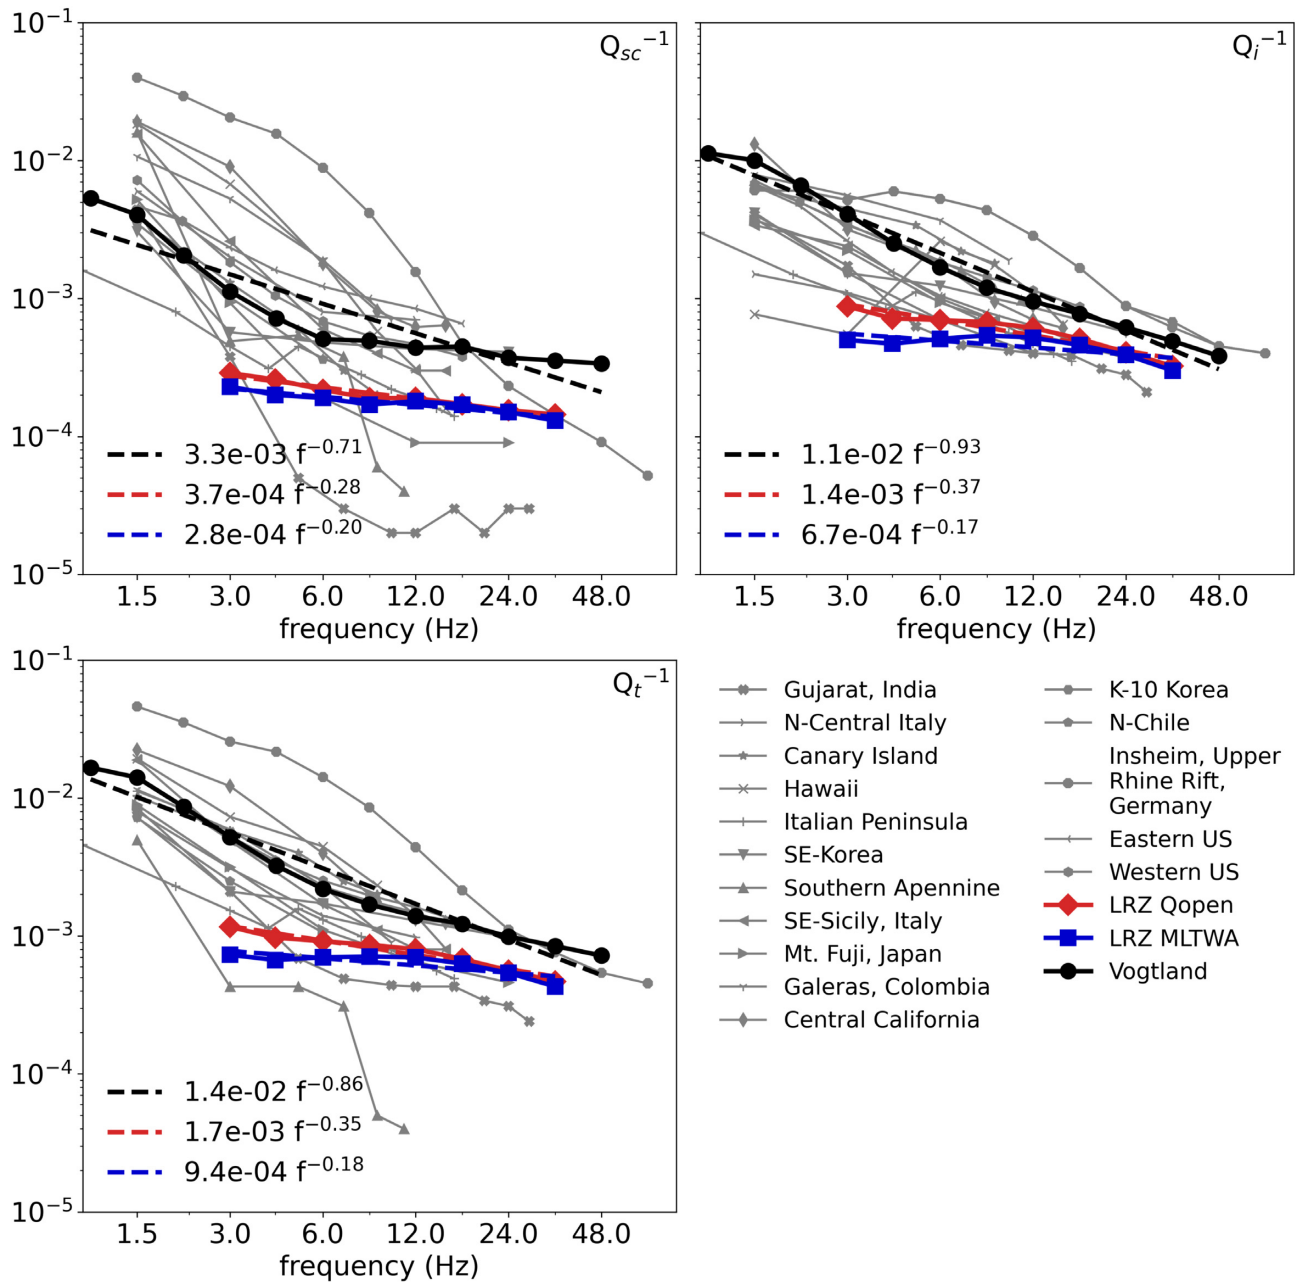 10⁻¹
10⁻²
10⁻³
10⁻⁴
10⁻⁵
Q_sc⁻¹
3.3e-03 f^−0.71
3.7e-04 f^−0.28
2.8e-04 f^−0.20
1.5 3.0 6.0 12.0 24.0 48.0
frequency (Hz)
Q_i⁻¹
1.1e-02 f^−0.93
1.4e-03 f^−0.37
6.7e-04 f^−0.17
1.5 3.0 6.0 12.0 24.0 48.0
frequency (Hz)
10⁻¹
10⁻²
10⁻³
10⁻⁴
10⁻⁵
Q_t⁻¹
1.4e-02 f^−0.86
1.7e-03 f^−0.35
9.4e-04 f^−0.18
1.5 3.0 6.0 12.0 24.0 48.0
frequency (Hz)
Gujarat, India
N-Central Italy
Canary Island
Hawaii
Italian Peninsula
SE-Korea
Southern Apennine
SE-Sicily, Italy
Mt. Fuji, Japan
Galeras, Colombia
Central California
K-10 Korea
N-Chile
Insheim, Upper
Rhine Rift,
Germany
Eastern US
Western US
LRZ Qopen
LRZ MLTWA
Vogtland